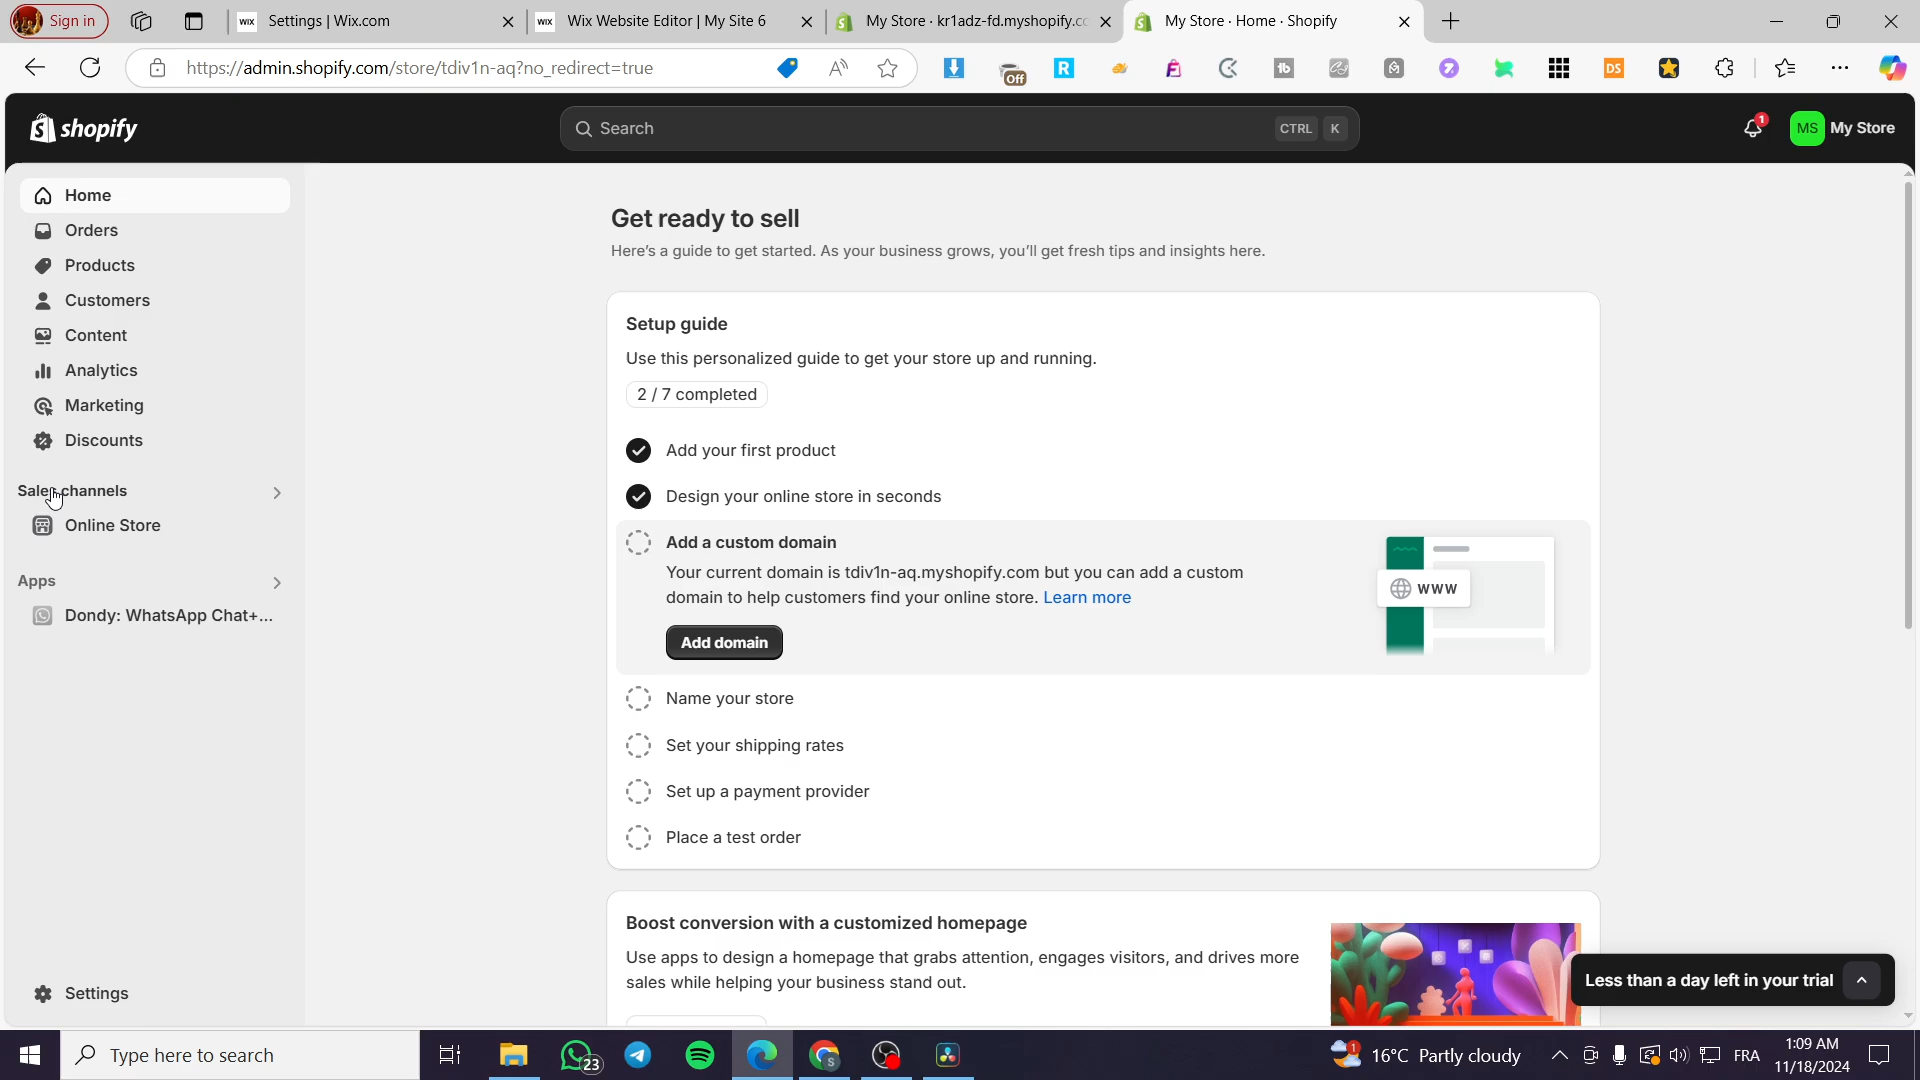 Sign in
Settings | Wix.com
Wix Website Editor | My Site 6
My Store · kr1adz-fd.myshopify.cc
My Store · Home · Shopify
https://admin.shopify.com/store/tdiv1n-aq?no_redirect=true
Off
shopify
Search
CTRL K
1
MS
My Store
Home
Orders
Products
Customers
Content
Analytics
Marketing
Discounts
Sales channels
Online Store
Apps
Dondy: WhatsApp Chat+...
Settings
Get ready to sell
Here's a guide to get started. As your business grows, you'll get fresh tips and insights here.
Setup guide
Use this personalized guide to get your store up and running.
2 / 7 completed
Add your first product
Design your online store in seconds
Add a custom domain
Your current domain is tdiv1n-aq.myshopify.com but you can add a custom
domain to help customers find your online store. Learn more
Add domain
www
Name your store
Set your shipping rates
Set up a payment provider
Place a test order
Boost conversion with a customized homepage
Use apps to design a homepage that grabs attention, engages visitors, and drives more
sales while helping your business stand out.
Less than a day left in your trial
Type here to search
23
1
16°C Partly cloudy
FRA
1:09 AM
11/18/2024